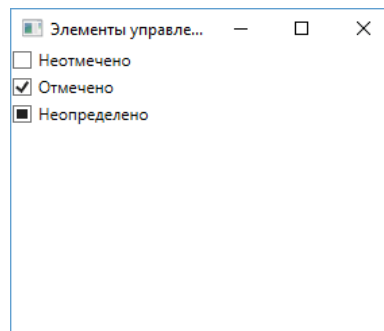 Элементы управле...
Неотмечено
Отмечено
Неопределено